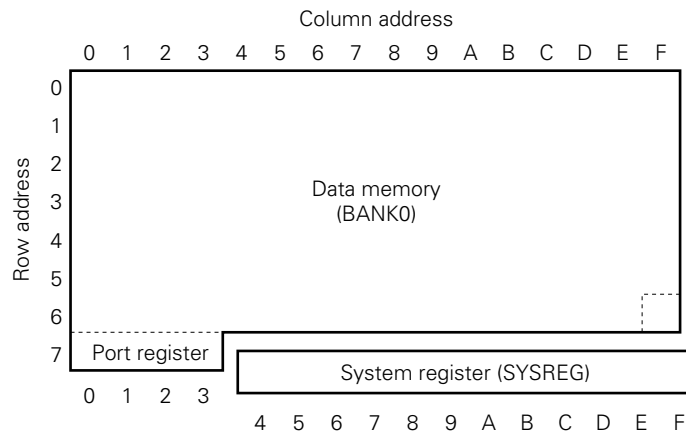 Column address
0 1 2 3 4 5 6 7 8 9 A B C D E F
Row address
0
1
2
3
4
5
6
7
Data memory
(BANK0)
Port register
System register (SYSREG)
0 1 2 3
4 5 6 7 8 9 A B C D E F